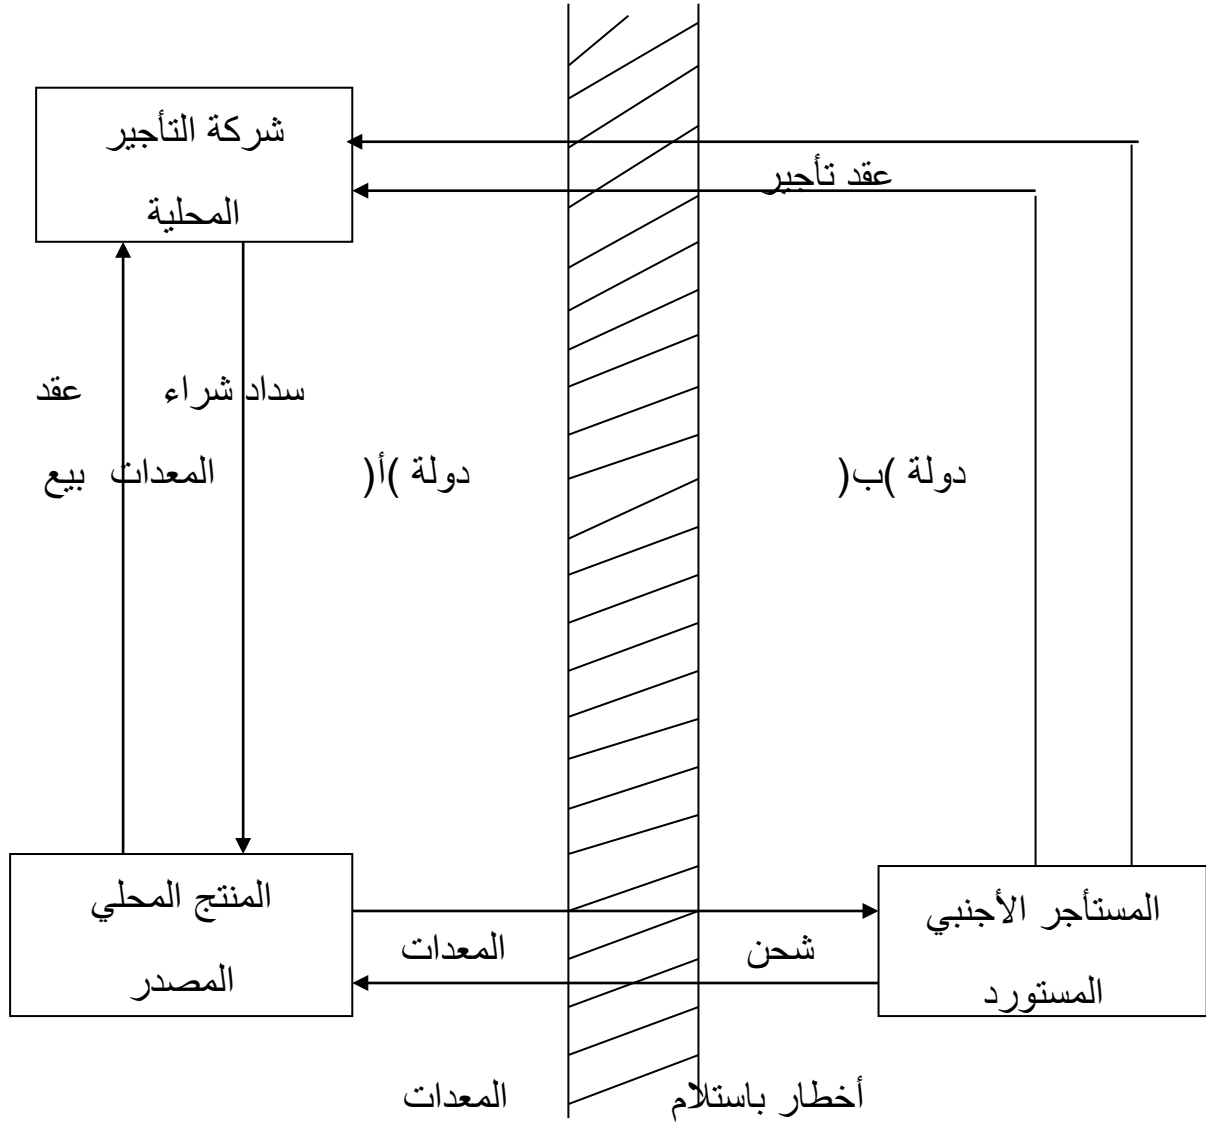 شركة التأجير
المحلية
عقد تأجير
سداد شراء
المعدات
عقد
بيع
دولة )أ(
دولة )ب(
المنتج المحلي
المصدر
المستأجر الأجنبي
المستورد
شحن
المعدات
أخطار باستلام
المعدات